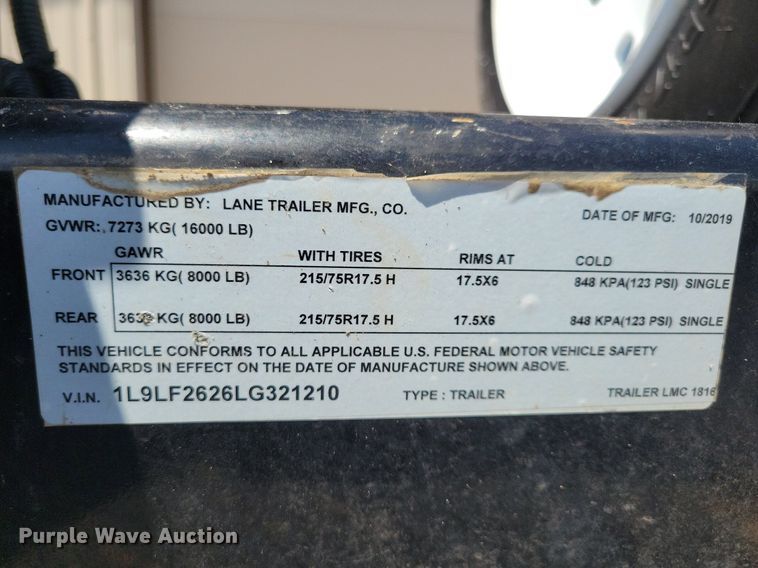 MANUFACTURED BY: LANE TRAILER MFG., CO.
DATE OF MFG: 10/2019
GVWR: 7273 KG( 16000 LB)
GAWR WITH TIRES RIMS AT COLD
FRONT 3636 KG( 8000 LB) 215/75R17.5 H 17.5X6 848 KPA(123 PSI) SINGLE
REAR 3636 KG( 8000 LB) 215/75R17.5 H 17.5X6 848 KPA(123 PSI) SINGLE
THIS VEHICLE CONFORMS TO ALL APPLICABLE U.S. FEDERAL MOTOR VEHICLE SAFETY
STANDARDS IN EFFECT ON THE DATE OF MANUFACTURE SHOWN ABOVE.
V.I.N. 1L9LF2626LG321210 TYPE : TRAILER TRAILER LMC 1816
Purple Wave Auction